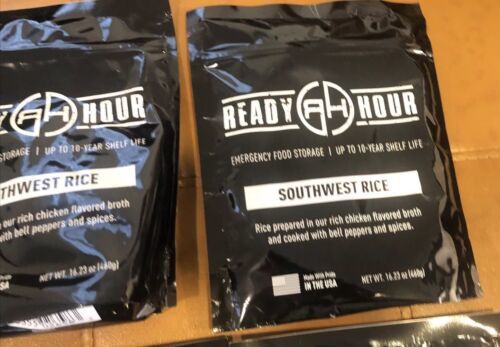 Y RH HOUR
STORAGE | UP TO 10-YEAR SHELF LIFE
THWEST RICE
our rich chicken flavored broth
with bell peppers and spices.
NET WT. 16.23 oz (460g)
USA
READY RH HOUR
EMERGENCY FOOD STORAGE | UP TO 10-YEAR SHELF LIFE
SOUTHWEST RICE
Rice prepared in our rich chicken flavored broth
and cooked with bell peppers and spices.
Made With Pride
IN THE USA
NET WT. 16.23 oz (460g)